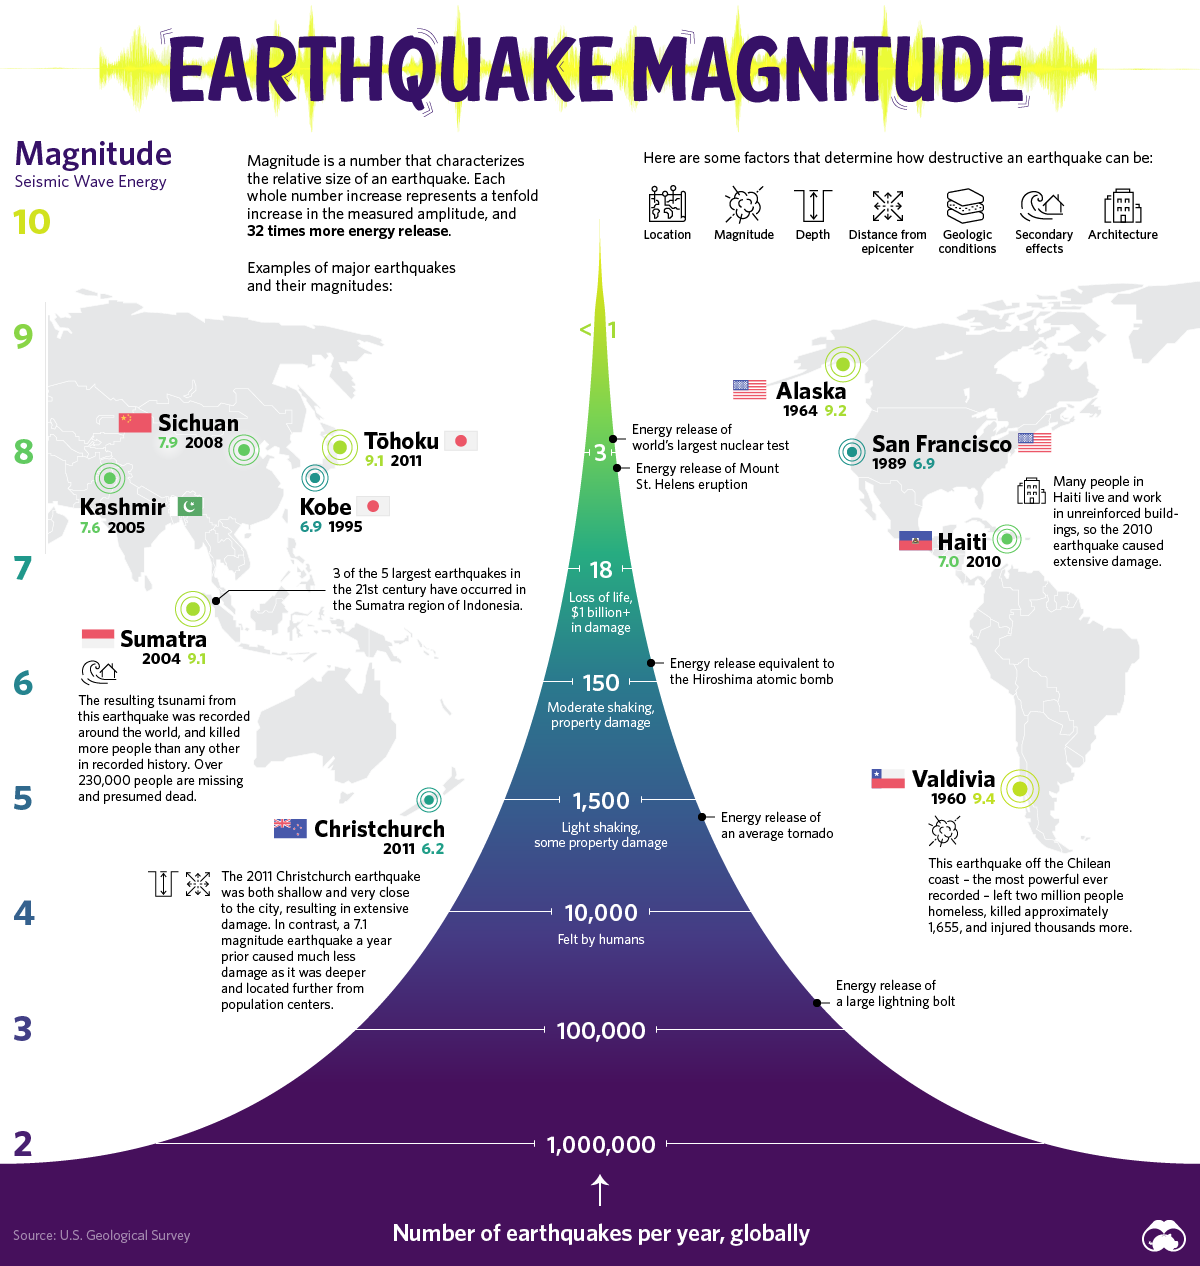 EARTHQUAKE MAGNITUDE
Magnitude
Seismic Wave Energy
10
9
8
7
6
5
4
3
2
Magnitude is a number that characterizes
the relative size of an earthquake. Each
whole number increase represents a tenfold
increase in the measured amplitude, and
32 times more energy release.
Examples of major earthquakes
and their magnitudes:
Here are some factors that determine how destructive an earthquake can be:
Location
Magnitude
Depth
Distance from
epicenter
Geologic
conditions
Secondary
effects
Architecture
Sichuan
7.9 2008
Kashmir
7.6 2005
Tōhoku
9.1 2011
Kobe
6.9 1995
3 of the 5 largest earthquakes in
the 21st century have occurred in
the Sumatra region of Indonesia.
Sumatra
2004 9.1
The resulting tsunami from
this earthquake was recorded
around the world, and killed
more people than any other
in recorded history. Over
230,000 people are missing
and presumed dead.
Christchurch
2011 6.2
The 2011 Christchurch earthquake
was both shallow and very close
to the city, resulting in extensive
damage. In contrast, a 7.1
magnitude earthquake a year
prior caused much less
damage as it was deeper
and located further from
population centers.
< 1
3
18
Loss of life,
$1 billion+
in damage
150
Moderate shaking,
property damage
1,500
Light shaking,
some property damage
10,000
Felt by humans
100,000
1,000,000
Number of earthquakes per year, globally
Energy release of
world's largest nuclear test
Energy release of Mount
St. Helens eruption
Energy release equivalent to
the Hiroshima atomic bomb
Energy release of
an average tornado
Energy release of
a large lightning bolt
Alaska
1964 9.2
San Francisco
1989 6.9
Many people in
Haiti live and work
in unreinforced build-
ings, so the 2010
earthquake caused
extensive damage.
Haiti
7.0 2010
Valdivia
1960 9.4
This earthquake off the Chilean
coast – the most powerful ever
recorded – left two million people
homeless, killed approximately
1,655, and injured thousands more.
Source: U.S. Geological Survey